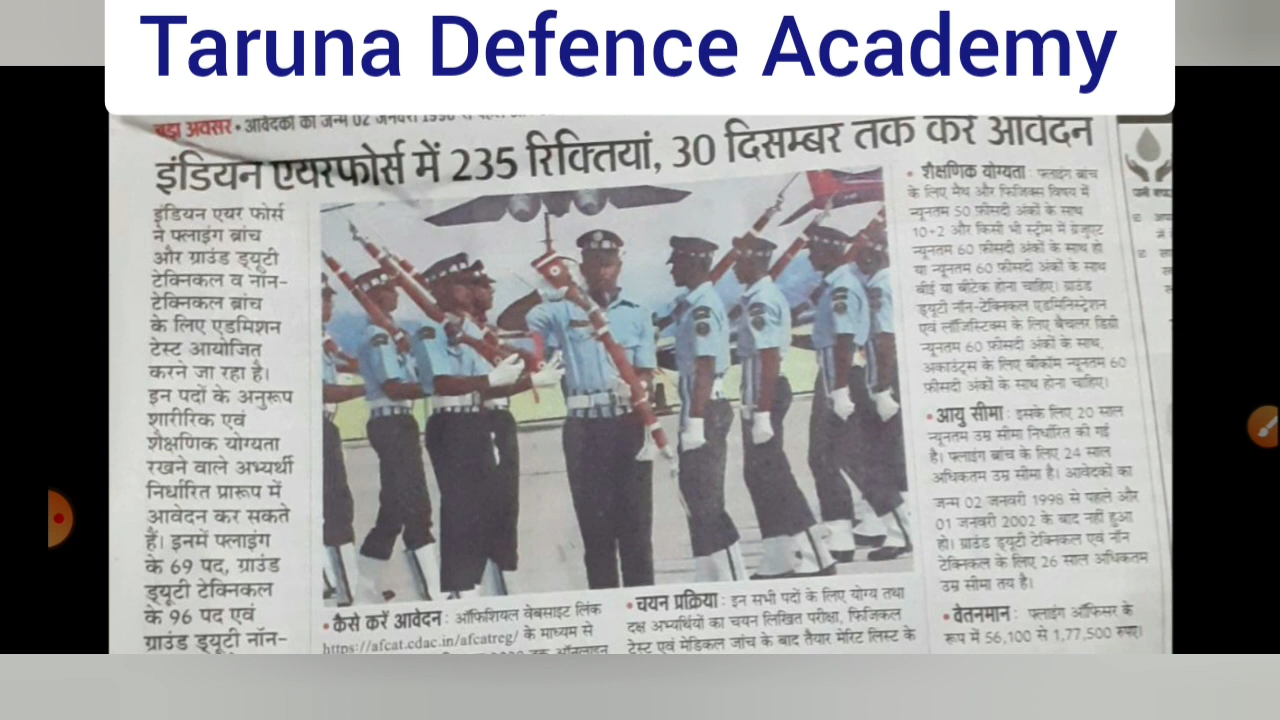 Taruna Defence Academy
बड़ा अवसर • आवेदकों का जन्म 02 जनवरी
इंडियन एयरफोर्स में 235 रिक्तियां, 30 दिसम्बर तक करें आवेदन
इंडियन एयर फोर्स
ने फ्लाइंग ब्रांच
और ग्राउंड ड्यूटी
टेक्निकल व नॉन-
टेक्निकल ब्रांच
के लिए एडमिशन
टेस्ट आयोजित
करने जा रहा है।
इन पदों के अनुरूप
शारीरिक एवं
शैक्षणिक योग्यता
रखने वाले अभ्यर्थी
निर्धारित प्रारूप में
आवेदन कर सकते
हैं। इनमें फ्लाइंग
के 69 पद, ग्राउंड
ड्यूटी टेक्निकल
के 96 पद एवं
ग्राउंड ड्यूटी नॉन-
• कैसे करें आवेदन : ऑफिशियल वेबसाइट लिंक
https://afcat.cdac.in/afcatreg/ के माध्यम से
• चयन प्रक्रिया : इन सभी पदों के लिए योग्य तथा
दक्ष अभ्यर्थियों का चयन लिखित परीक्षा, फिजिकल
टेस्ट एवं मेडिकल जांच के बाद तैयार मेरिट लिस्ट के
• शैक्षणिक योग्यता : फ्लाइंग ब्रांच
के लिए मैथ और फिजिक्स विषय में
न्यूनतम 50 फ़ीसदी अंकों के साथ
10+2 और किसी भी स्ट्रीम में ग्रेजुएट
न्यूनतम 60 फ़ीसदी अंकों के साथ हो
या न्यूनतम 60 फ़ीसदी अंकों के साथ
बीई या बीटेक होना चाहिए। ग्राउंड
ड्यूटी नॉन-टेक्निकल एडमिनिस्ट्रेशन
एवं लॉजिस्टिक्स के लिए बैचलर डिग्री
न्यूनतम 60 फ़ीसदी अंकों के साथ,
अकाउंट्स के लिए बीकॉम न्यूनतम 60
फ़ीसदी अंकों के साथ होना चाहिए।
• आयु सीमा : इसके लिए 20 साल
न्यूनतम उम्र सीमा निर्धारित की गई
है। फ्लाइंग ब्रांच के लिए 24 साल
अधिकतम उम्र सीमा है। आवेदकों का
जन्म 02 जनवरी 1998 से पहले और
01 जनवरी 2002 के बाद नहीं हुआ
हो। ग्राउंड ड्यूटी टेक्निकल एवं नॉन
टेक्निकल के लिए 26 साल अधिकतम
उम्र सीमा तय है।
• वेतनमान : फ्लाइंग ऑफिसर के
रूप में 56,100 से 1,77,500 रुपए।